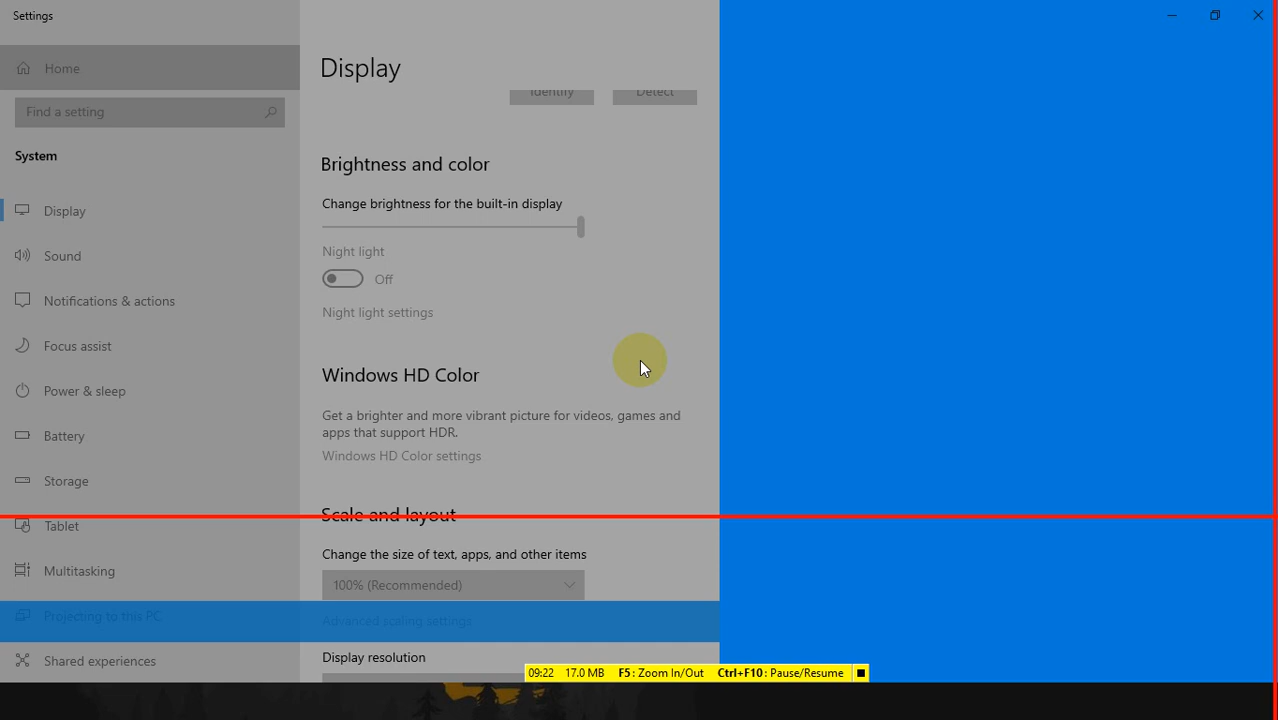 Settings
Home
Find a setting
System
Display
Sound
Notifications & actions
Focus assist
Power & sleep
Battery
Storage
Tablet
Multitasking
Projecting to this PC
Shared experiences
Display
Identify
Detect
Brightness and color
Change brightness for the built-in display
Night light
Off
Night light settings
Windows HD Color
Get a brighter and more vibrant picture for videos, games and
apps that support HDR.
Windows HD Color settings
Scale and layout
Change the size of text, apps, and other items
100% (Recommended)
Advanced scaling settings
Display resolution
09:22 17.0 MB F5: Zoom In/Out Ctrl+F10: Pause/Resume